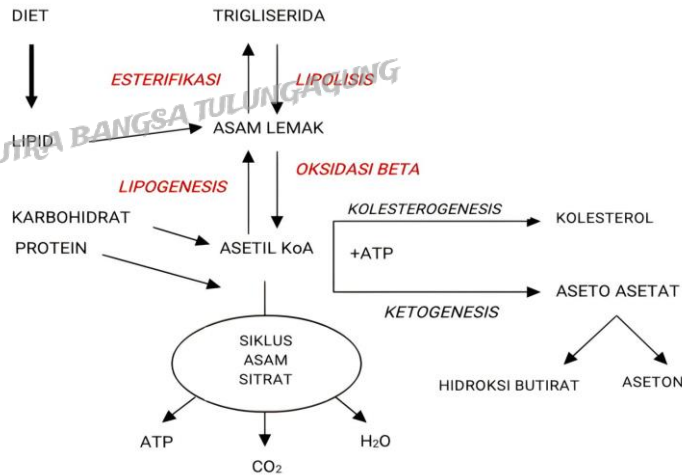 DIET
TRIGLISERIDA
ESTERIFIKASI
LIPOLISIS
PUTRA BANGSA TULUNGAGUNG
LIPID
ASAM LEMAK
LIPOGENESIS
OKSIDASI BETA
KARBOHIDRAT
PROTEIN
ASETIL KoA
KOLESTEROGENESIS
KOLESTEROL
+ATP
KETOGENESIS
ASETO ASETAT
SIKLUS
ASAM
SITRAT
HIDROKSI BUTIRAT
ASETON
ATP
CO₂
H₂O